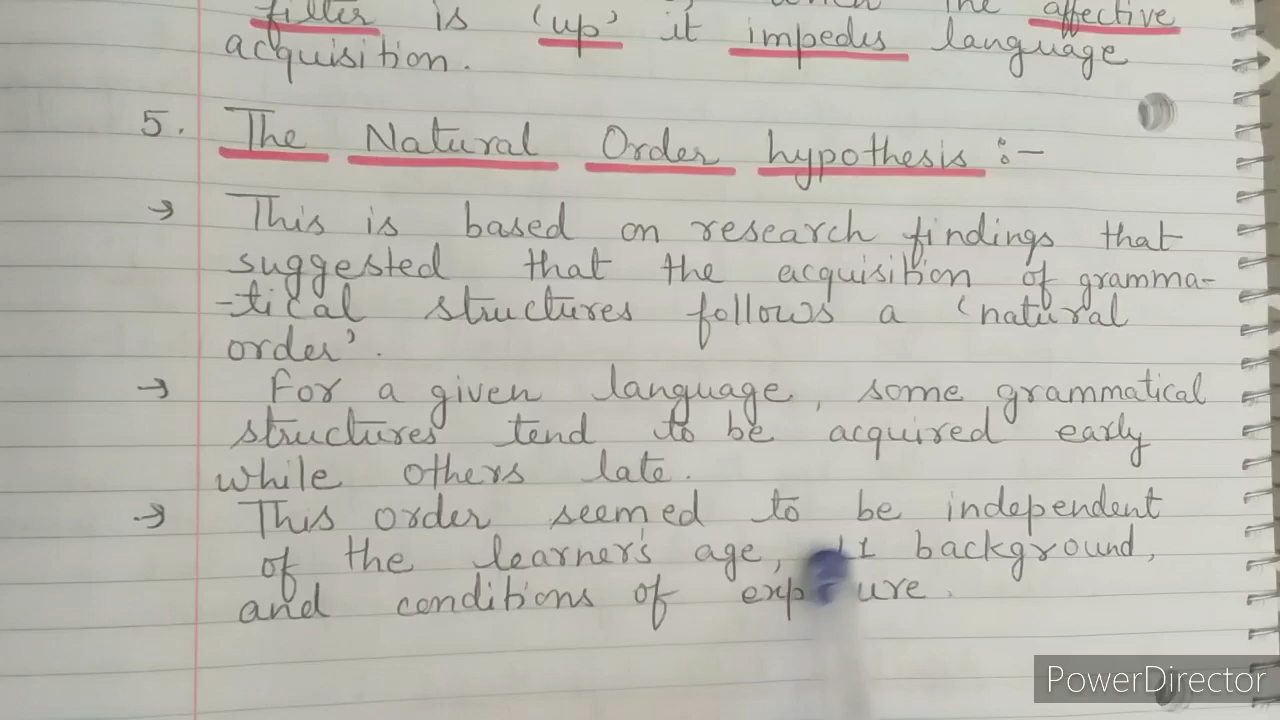 filter is 'up' it impedes language the affective
acquisition.
5. The Natural Order hypothesis :-
→ This is based on research findings that
suggested that the acquisition of gramma-
-tical structures follows a 'natural
order'.
→ For a given language, some grammatical
structures tend to be acquired early
while others late.
→ This order seemed to be independent
of the learner's age, background,
and conditions of
PowerDirector